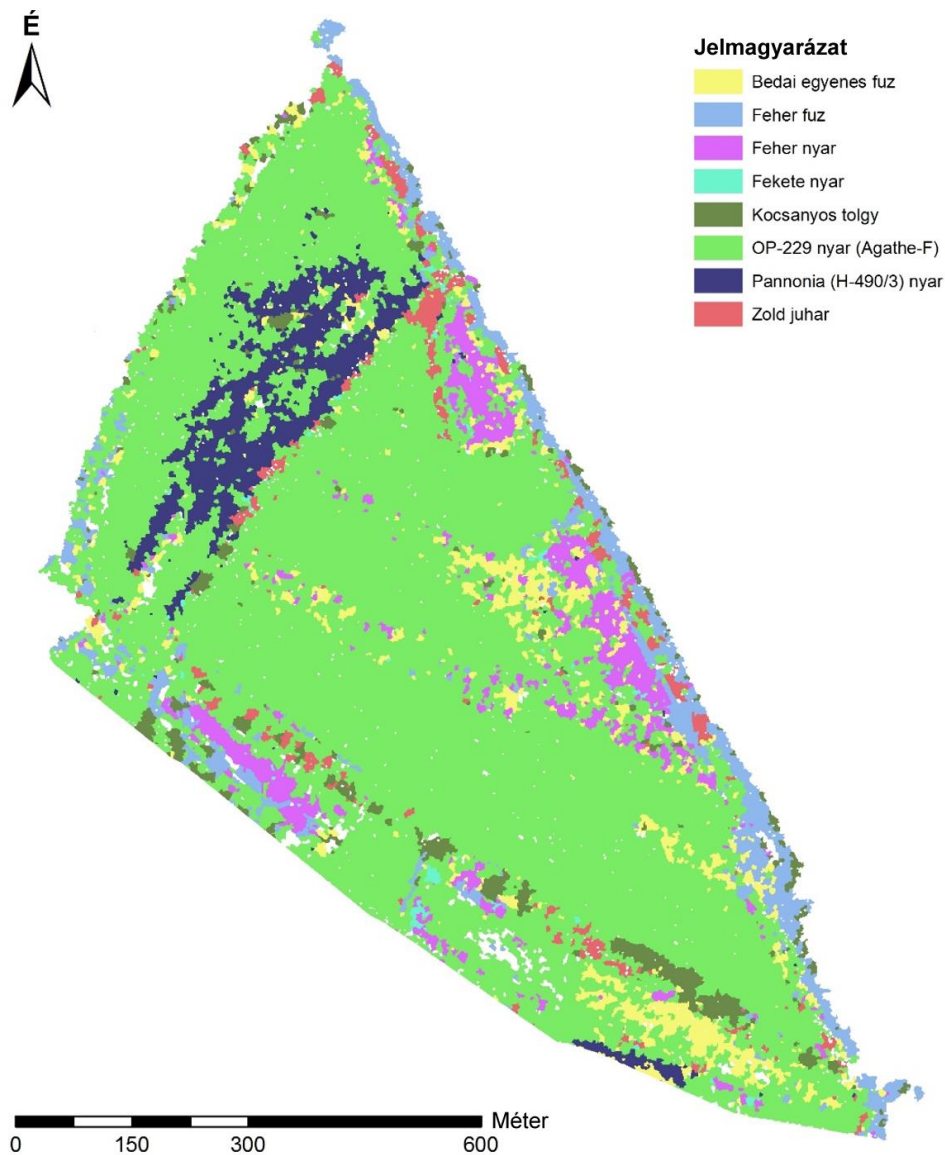 É
Jelmagyarázat
Bedai egyenes fuz
Feher fuz
Feher nyar
Fekete nyar
Kocsanyos tolgy
OP-229 nyar (Agathe-F)
Pannonia (H-490/3) nyar
Zold juhar
Méter
0 150 300 600